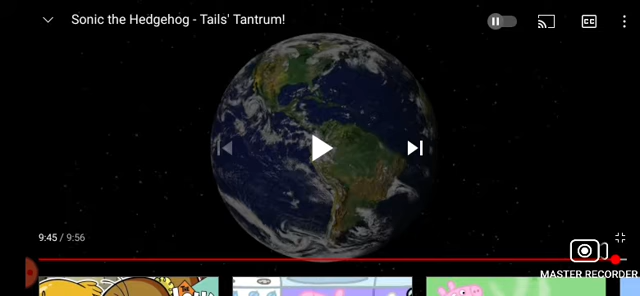 Sonic the Hedgehog - Tails' Tantrum!
CC
9:45 / 9:56
MASTER RECORDER